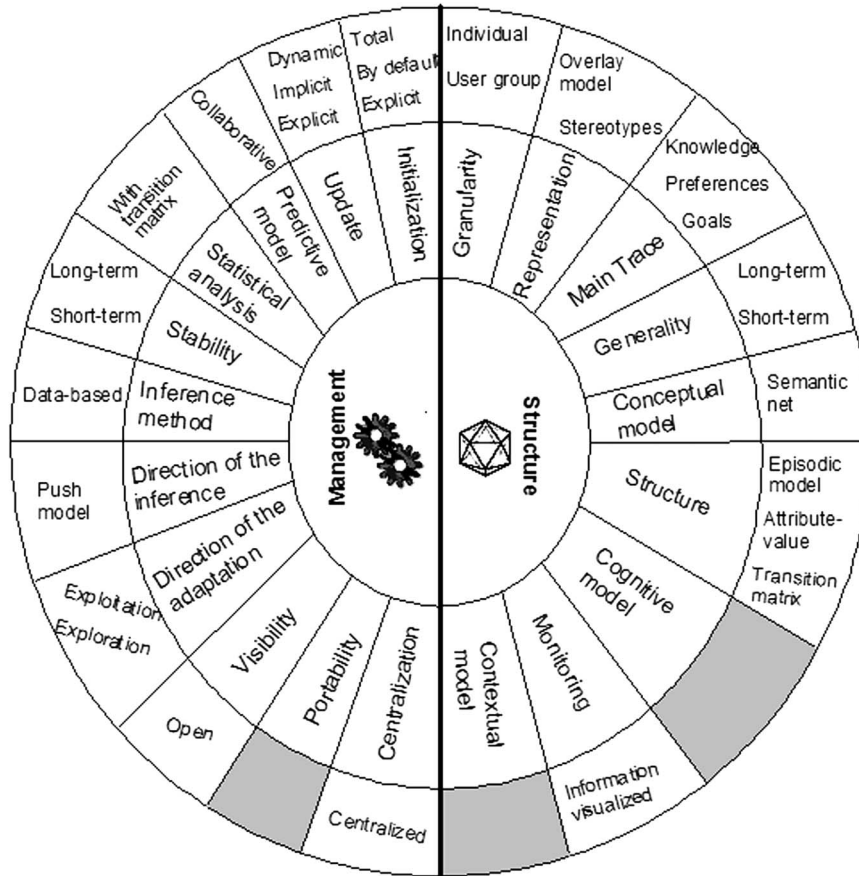 Individual
User group
Overlay
model
Stereotypes
Knowledge
Preferences
Goals
Long-term
Short-term
Semantic
net
Episodic model
Attribute-
value
Transition
matrix
Information
visualized
Centralized
Open
Exploitation
Exploration
Push
model
Data-based
Long-term
Short-term
With
transition
matrix
Collaborative
Dynamic
Implicit
Explicit
Total
By default
Explicit
Granularity
Representation
Main Trace
Generality
Conceptual
model
Structure
Cognitive
model
Monitoring
Contextual
model
Centralization
Portability
Visibility
Direction of the
adaptation
Direction of the
inference
Inference
method
Stability
Statistical
analysis
Predictive
model
Update
Initialization
Management
Structure